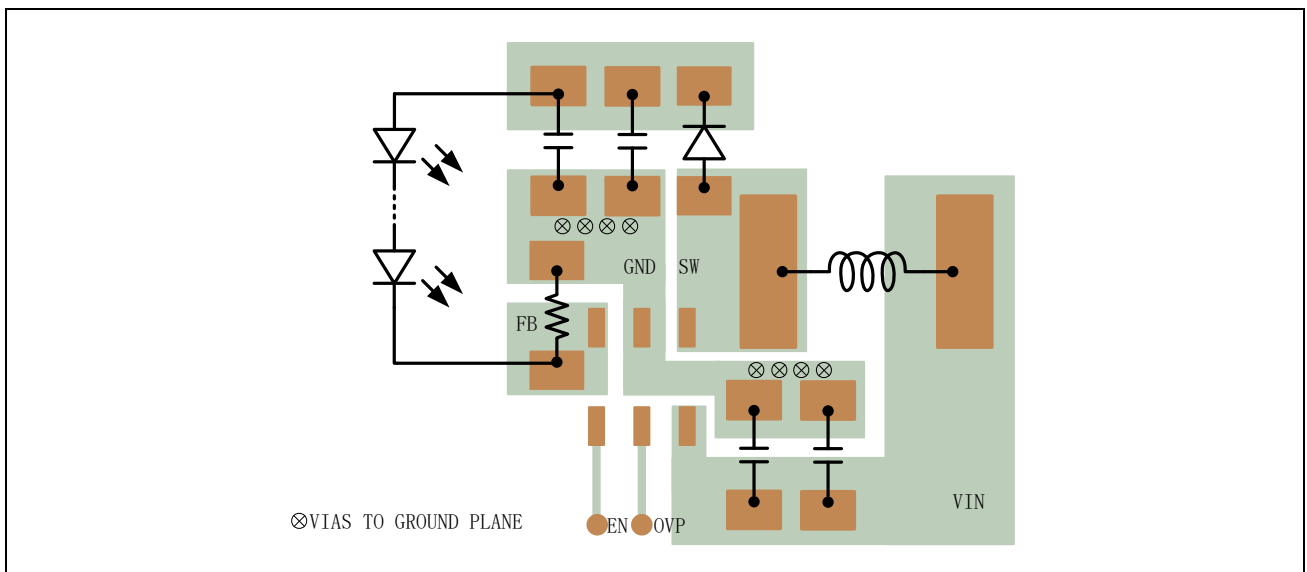 GND SW
FB
VIN
⊗VIAS TO GROUND PLANE
EN OVP